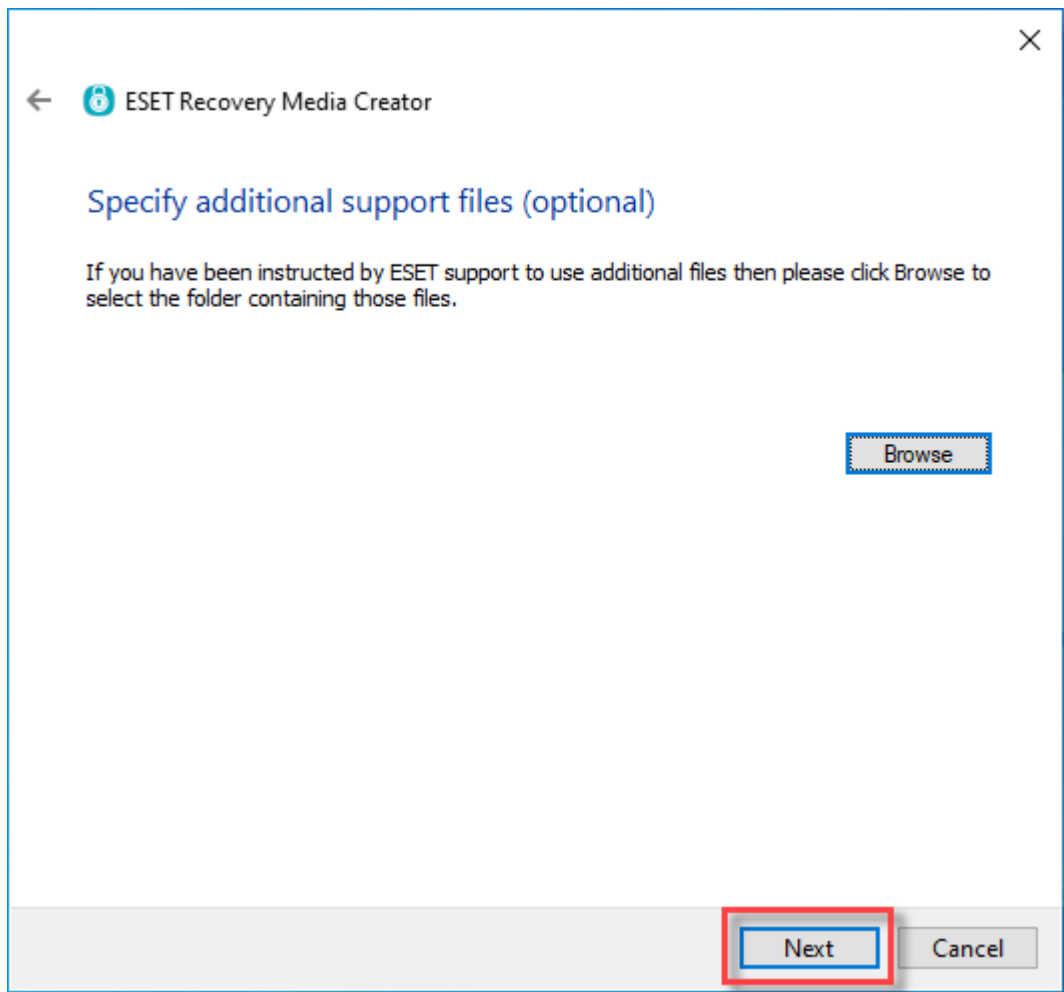 ESET Recovery Media Creator
Specify additional support files (optional)
If you have been instructed by ESET support to use additional files then please click Browse to
select the folder containing those files.
Browse
Next
Cancel